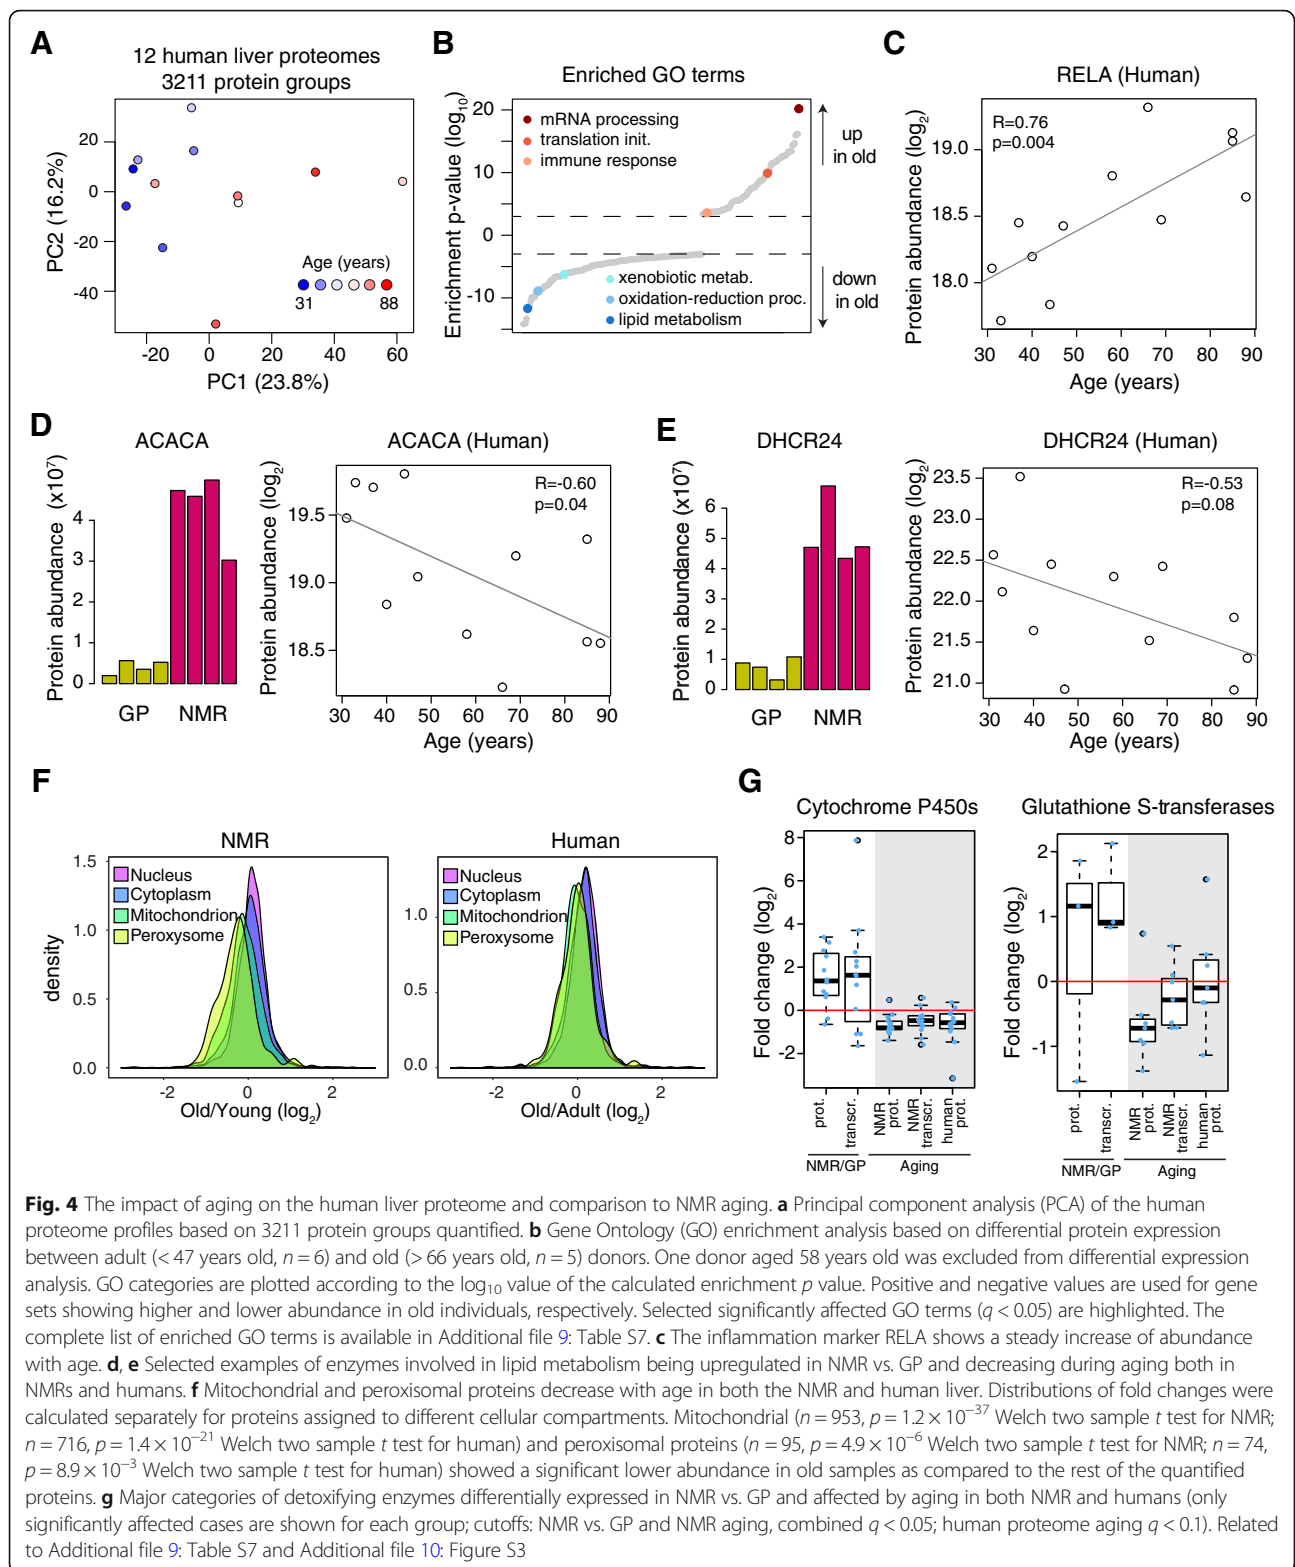 A
12 human liver proteomes
3211 protein groups
PC2 (16.2%)
20
0
-20
-40
Age (years)
31
88
-20
0
20
40
60
PC1 (23.8%)
B
Enriched GO terms
Enrichment p-value (log10)
20
10
0
-10
mRNA processing
translation init.
immune response
up
in old
xenobiotic metab.
oxidation-reduction proc.
lipid metabolism
down
in old
C
RELA (Human)
Protein abundance (log2)
R=0.76
p=0.004
19.0
18.5
18.0
30 40 50 60 70 80 90
Age (years)
D
ACACA
Protein abundance (x10⁷)
4
3
2
1
0
GP
NMR
ACACA (Human)
Protein abundance (log2)
R=-0.60
p=0.04
19.5
19.0
18.5
30 40 50 60 70 80 90
Age (years)
E
DHCR24
Protein abundance (x10⁷)
6
5
4
3
2
1
0
GP
NMR
DHCR24 (Human)
Protein abundance (log2)
R=-0.53
p=0.08
23.5
23.0
22.5
22.0
21.5
21.0
30 40 50 60 70 80 90
Age (years)
F
NMR
density
1.5
1.0
0.5
0.0
Nucleus
Cytoplasm
Mitochondrion
Peroxysome
-2
0
2
Old/Young (log2)
Human
1.0
0.5
0.0
Nucleus
Cytoplasm
Mitochondrion
Peroxysome
-2
0
2
Old/Adult (log2)
G
Cytochrome P450s
Fold change (log2)
8
6
4
2
0
-2
prot.
transcr.
NMR prot.
NMR transcr.
human prot.
NMR/GP
Aging
Glutathione S-transferases
Fold change (log2)
2
1
0
-1
prot.
transcr.
NMR prot.
NMR transcr.
human prot.
NMR/GP
Aging
Fig. 4 The impact of aging on the human liver proteome and comparison to NMR aging. a Principal component analysis (PCA) of the human
proteome profiles based on 3211 protein groups quantified. b Gene Ontology (GO) enrichment analysis based on differential protein expression
between adult (< 47 years old, n = 6) and old (> 66 years old, n = 5) donors. One donor aged 58 years old was excluded from differential expression
analysis. GO categories are plotted according to the log10 value of the calculated enrichment p value. Positive and negative values are used for gene
sets showing higher and lower abundance in old individuals, respectively. Selected significantly affected GO terms (q < 0.05) are highlighted. The
complete list of enriched GO terms is available in Additional file 9: Table S7. c The inflammation marker RELA shows a steady increase of abundance
with age. d, e Selected examples of enzymes involved in lipid metabolism being upregulated in NMR vs. GP and decreasing during aging both in
NMRs and humans. f Mitochondrial and peroxisomal proteins decrease with age in both the NMR and human liver. Distributions of fold changes were
calculated separately for proteins assigned to different cellular compartments. Mitochondrial (n = 953, p = 1.2 × 10⁻³⁷ Welch two sample t test for NMR;
n = 716, p = 1.4 × 10⁻²¹ Welch two sample t test for human) and peroxisomal proteins (n = 95, p = 4.9 × 10⁻⁶ Welch two sample t test for NMR; n = 74,
p = 8.9 × 10⁻³ Welch two sample t test for human) showed a significant lower abundance in old samples as compared to the rest of the quantified
proteins. g Major categories of detoxifying enzymes differentially expressed in NMR vs. GP and affected by aging in both NMR and humans (only
significantly affected cases are shown for each group; cutoffs: NMR vs. GP and NMR aging, combined q < 0.05; human proteome aging q < 0.1). Related
to Additional file 9: Table S7 and Additional file 10: Figure S3